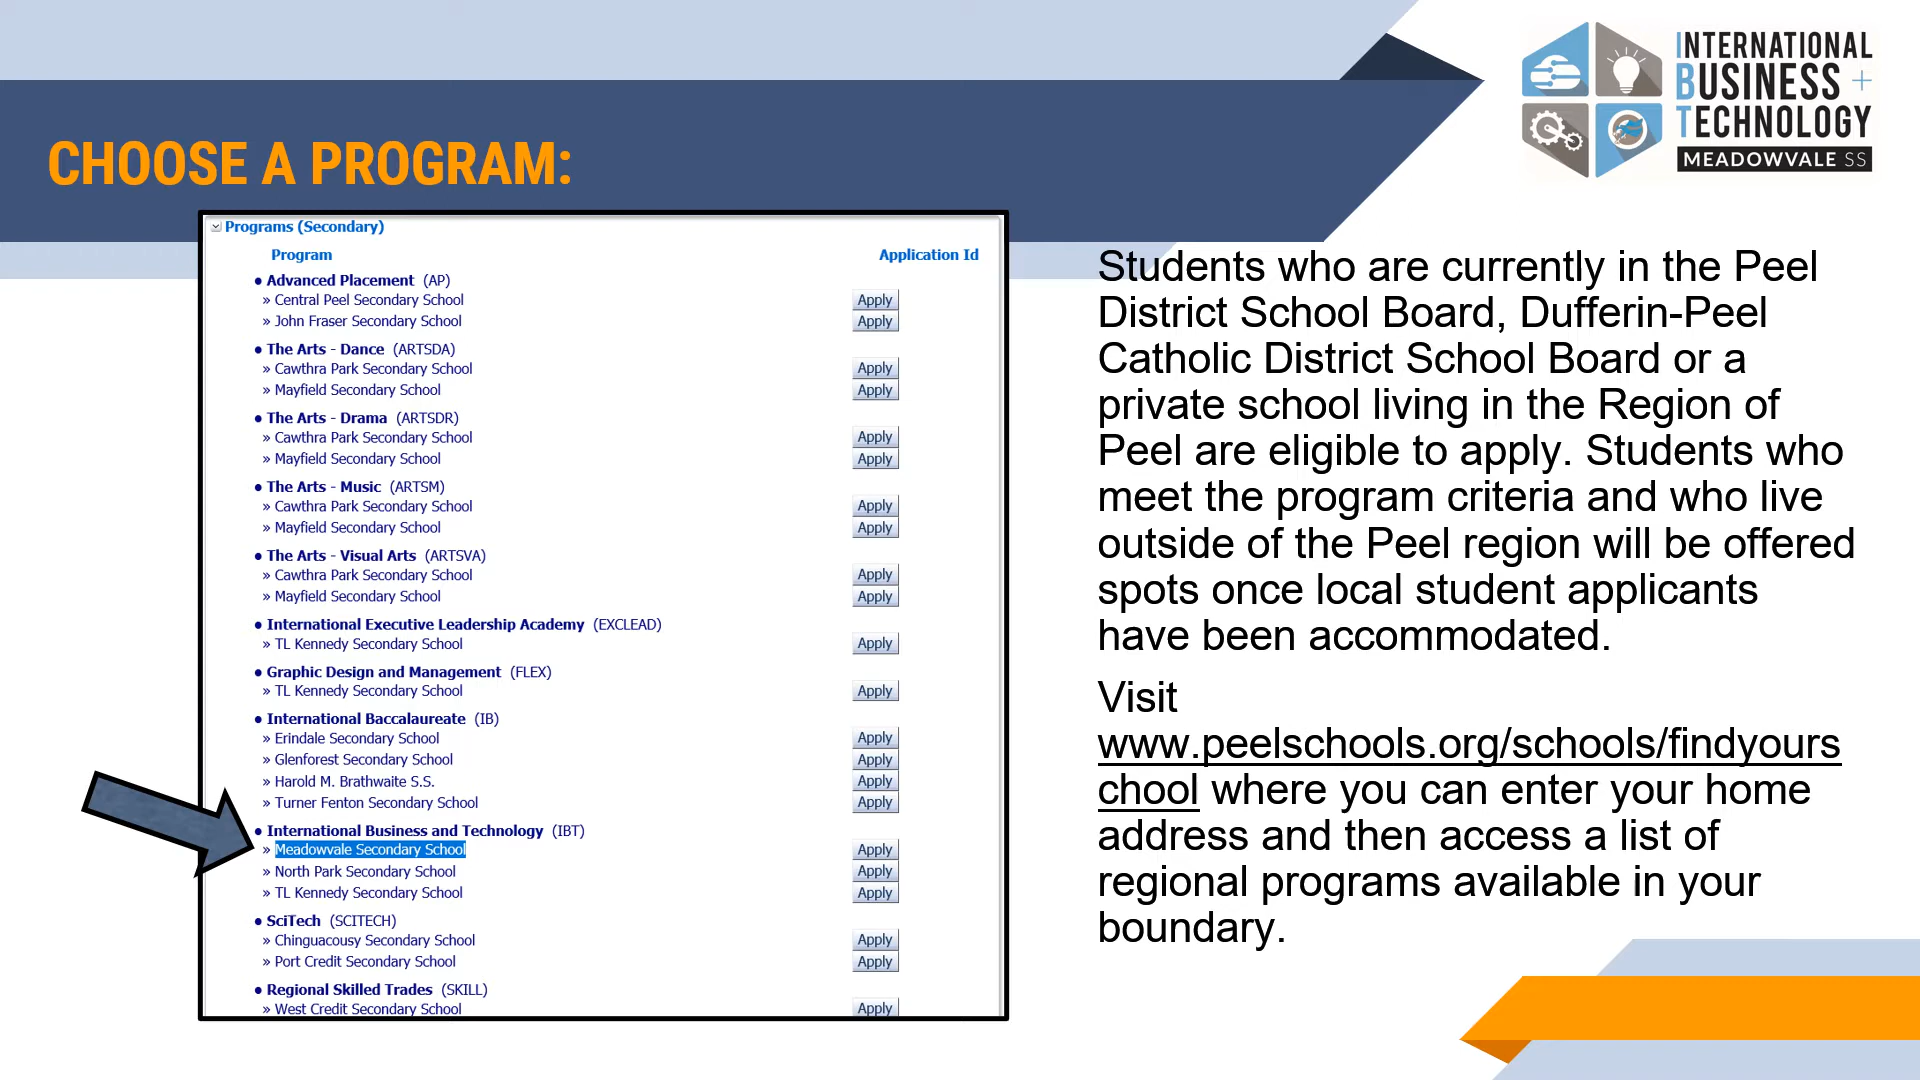 INTERNATIONAL
BUSINESS +
TECHNOLOGY
MEADOWVALE SS
CHOOSE A PROGRAM:
Programs (Secondary)
Program Application Id
• Advanced Placement (AP)
» Central Peel Secondary School Apply
» John Fraser Secondary School Apply
• The Arts - Dance (ARTSDA)
» Cawthra Park Secondary School Apply
» Mayfield Secondary School Apply
• The Arts - Drama (ARTSDR)
» Cawthra Park Secondary School Apply
» Mayfield Secondary School Apply
• The Arts - Music (ARTSM)
» Cawthra Park Secondary School Apply
» Mayfield Secondary School Apply
• The Arts - Visual Arts (ARTSVA)
» Cawthra Park Secondary School Apply
» Mayfield Secondary School Apply
• International Executive Leadership Academy (EXCLEAD)
» TL Kennedy Secondary School Apply
• Graphic Design and Management (FLEX)
» TL Kennedy Secondary School Apply
• International Baccalaureate (IB)
» Erindale Secondary School Apply
» Glenforest Secondary School Apply
» Harold M. Brathwaite S.S. Apply
» Turner Fenton Secondary School Apply
• International Business and Technology (IBT)
» Meadowvale Secondary School Apply
» North Park Secondary School Apply
» TL Kennedy Secondary School Apply
• SciTech (SCITECH)
» Chinguacousy Secondary School Apply
» Port Credit Secondary School Apply
• Regional Skilled Trades (SKILL)
» West Credit Secondary School Apply
Students who are currently in the Peel
District School Board, Dufferin-Peel
Catholic District School Board or a
private school living in the Region of
Peel are eligible to apply. Students who
meet the program criteria and who live
outside of the Peel region will be offered
spots once local student applicants
have been accommodated.
Visit
www.peelschools.org/schools/findyours
chool where you can enter your home
address and then access a list of
regional programs available in your
boundary.